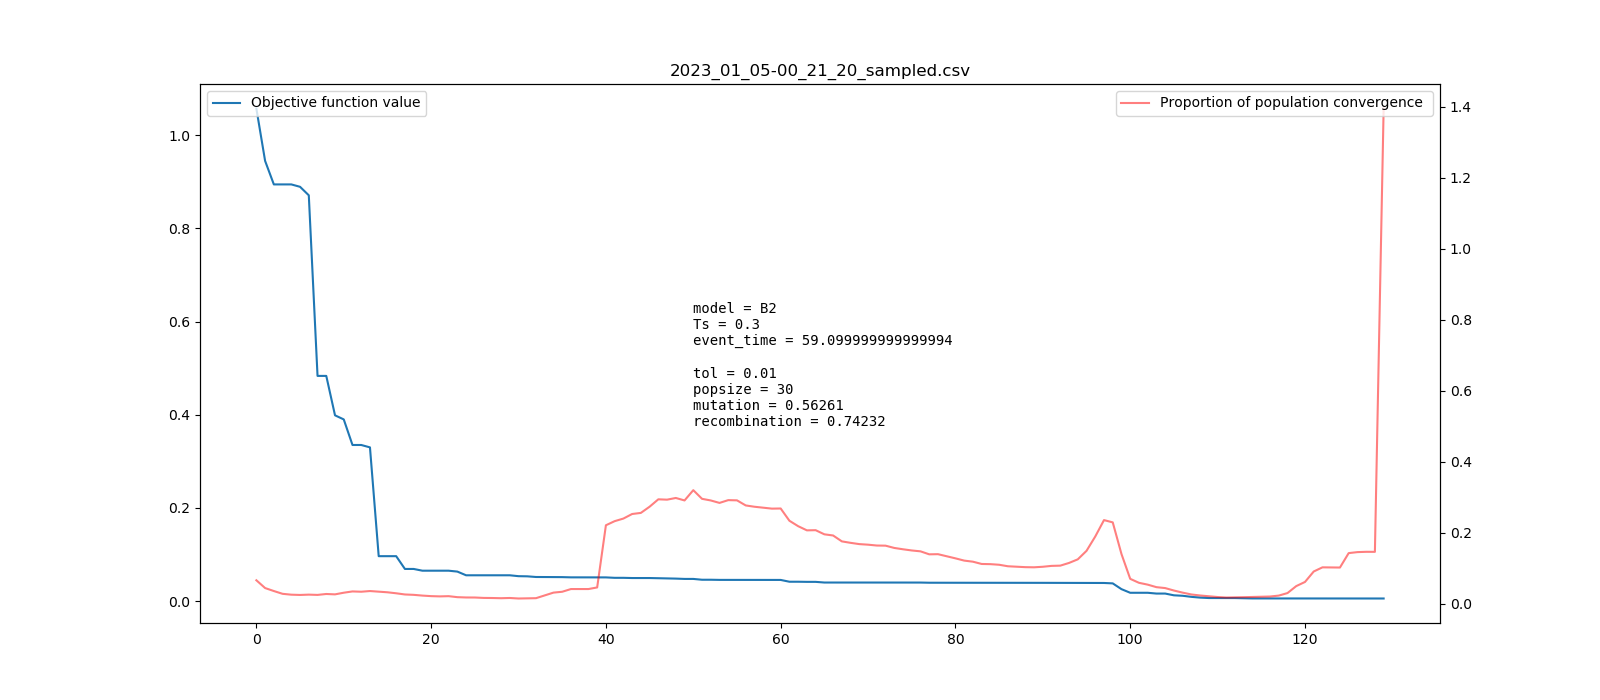 2023_01_05-00_21_20_sampled.csv
Objective function value
Proportion of population convergence
1.0
0.8
0.6
0.4
0.2
0.0
1.4
1.2
1.0
0.8
0.6
0.4
0.2
0.0
model = B2
Ts = 0.3
event_time = 59.099999999999994
tol = 0.01
popsize = 30
mutation = 0.56261
recombination = 0.74232
0 20 40 60 80 100 120